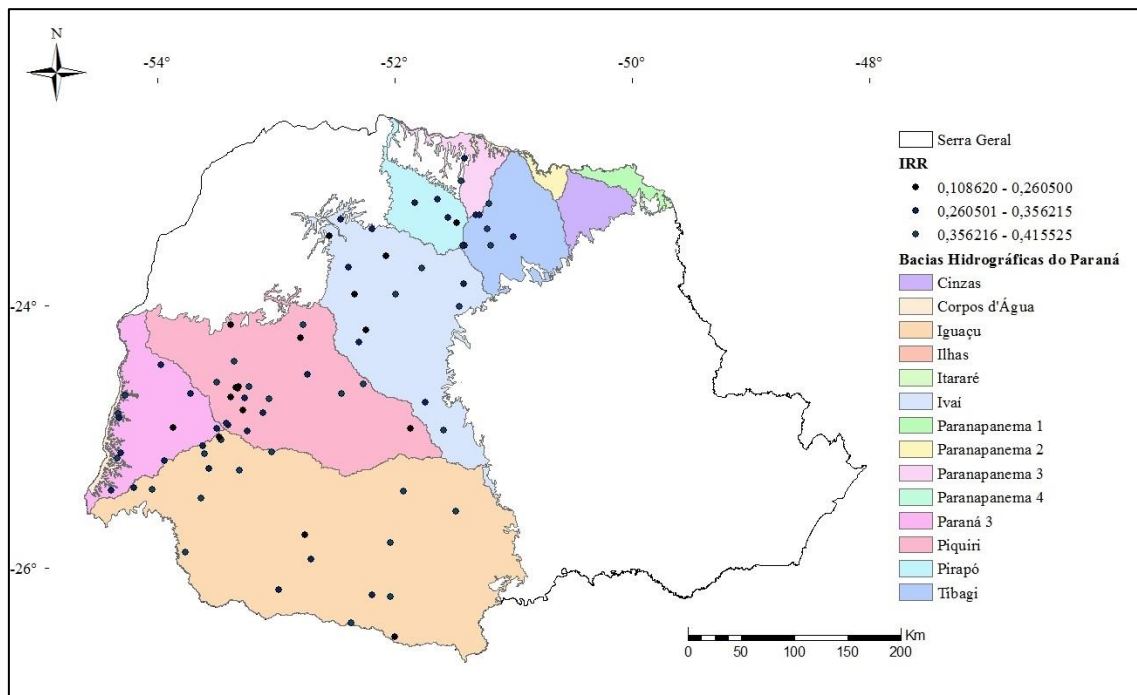 N
-54°
-52°
-50°
-48°
-24°
-26°
Serra Geral
IRR
0,108620 - 0,260500
0,260501 - 0,356215
0,356216 - 0,415525
Bacias Hidrográficas do Paraná
Cinzas
Corpos d'Água
Iguaçu
Ilhas
Itararé
Ivaí
Paranapanema 1
Paranapanema 2
Paranapanema 3
Paranapanema 4
Paraná 3
Piquiri
Pirapó
Tibagi
Km
0 25 50 100 150 200